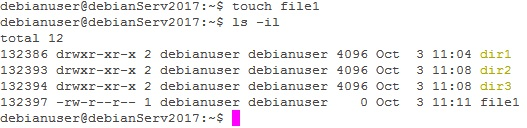 debianuser@debianServ2017:~$ touch file1
debianuser@debianServ2017:~$ ls -il
total 12
132386 drwxr-xr-x 2 debianuser debianuser 4096 Oct  3 11:04 dir1
132393 drwxr-xr-x 2 debianuser debianuser 4096 Oct  3 11:08 dir2
132394 drwxr-xr-x 2 debianuser debianuser 4096 Oct  3 11:08 dir3
132397 -rw-r--r-- 1 debianuser debianuser    0 Oct  3 11:11 file1
debianuser@debianServ2017:~$